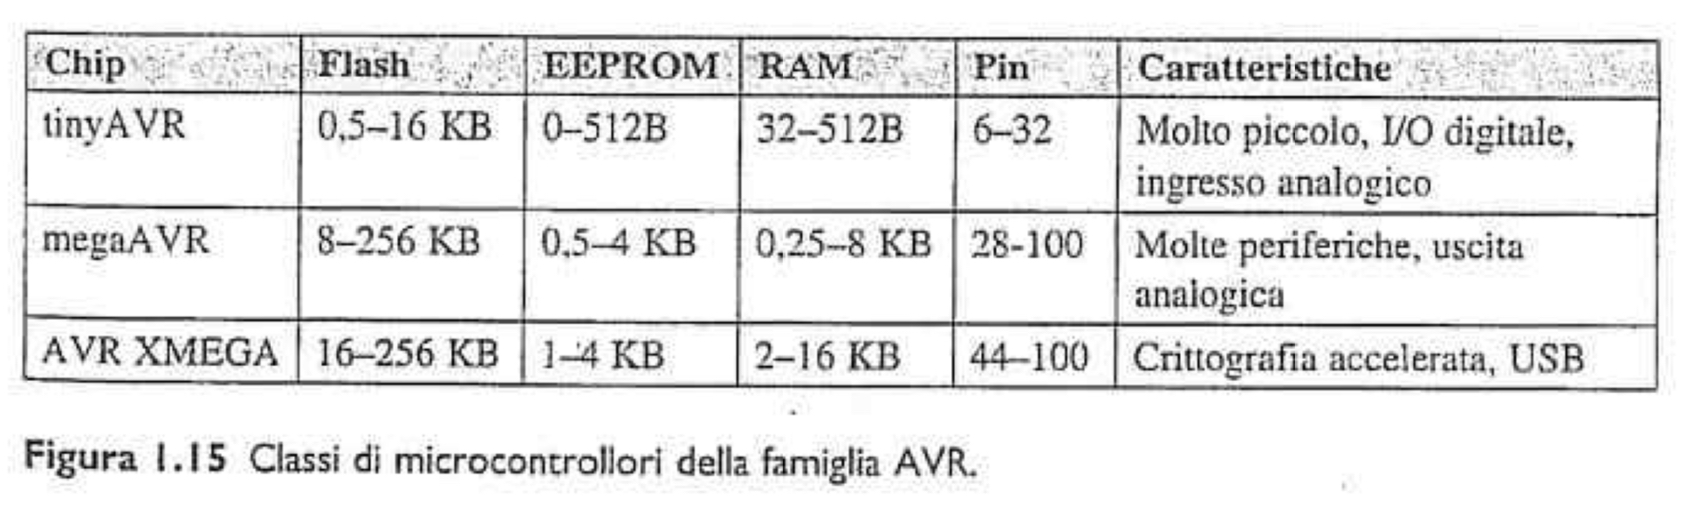 Chip Flash EEPROM RAM Pin Caratteristiche
tinyAVR 0,5–16 KB 0–512B 32–512B 6–32 Molto piccolo, I/O digitale,
ingresso analogico
megaAVR 8–256 KB 0,5–4 KB 0,25–8 KB 28-100 Molte periferiche, uscita
analogica
AVR XMEGA 16–256 KB 1–4 KB 2–16 KB 44–100 Crittografia accelerata, USB
Figura 1.15 Classi di microcontrollori della famiglia AVR.